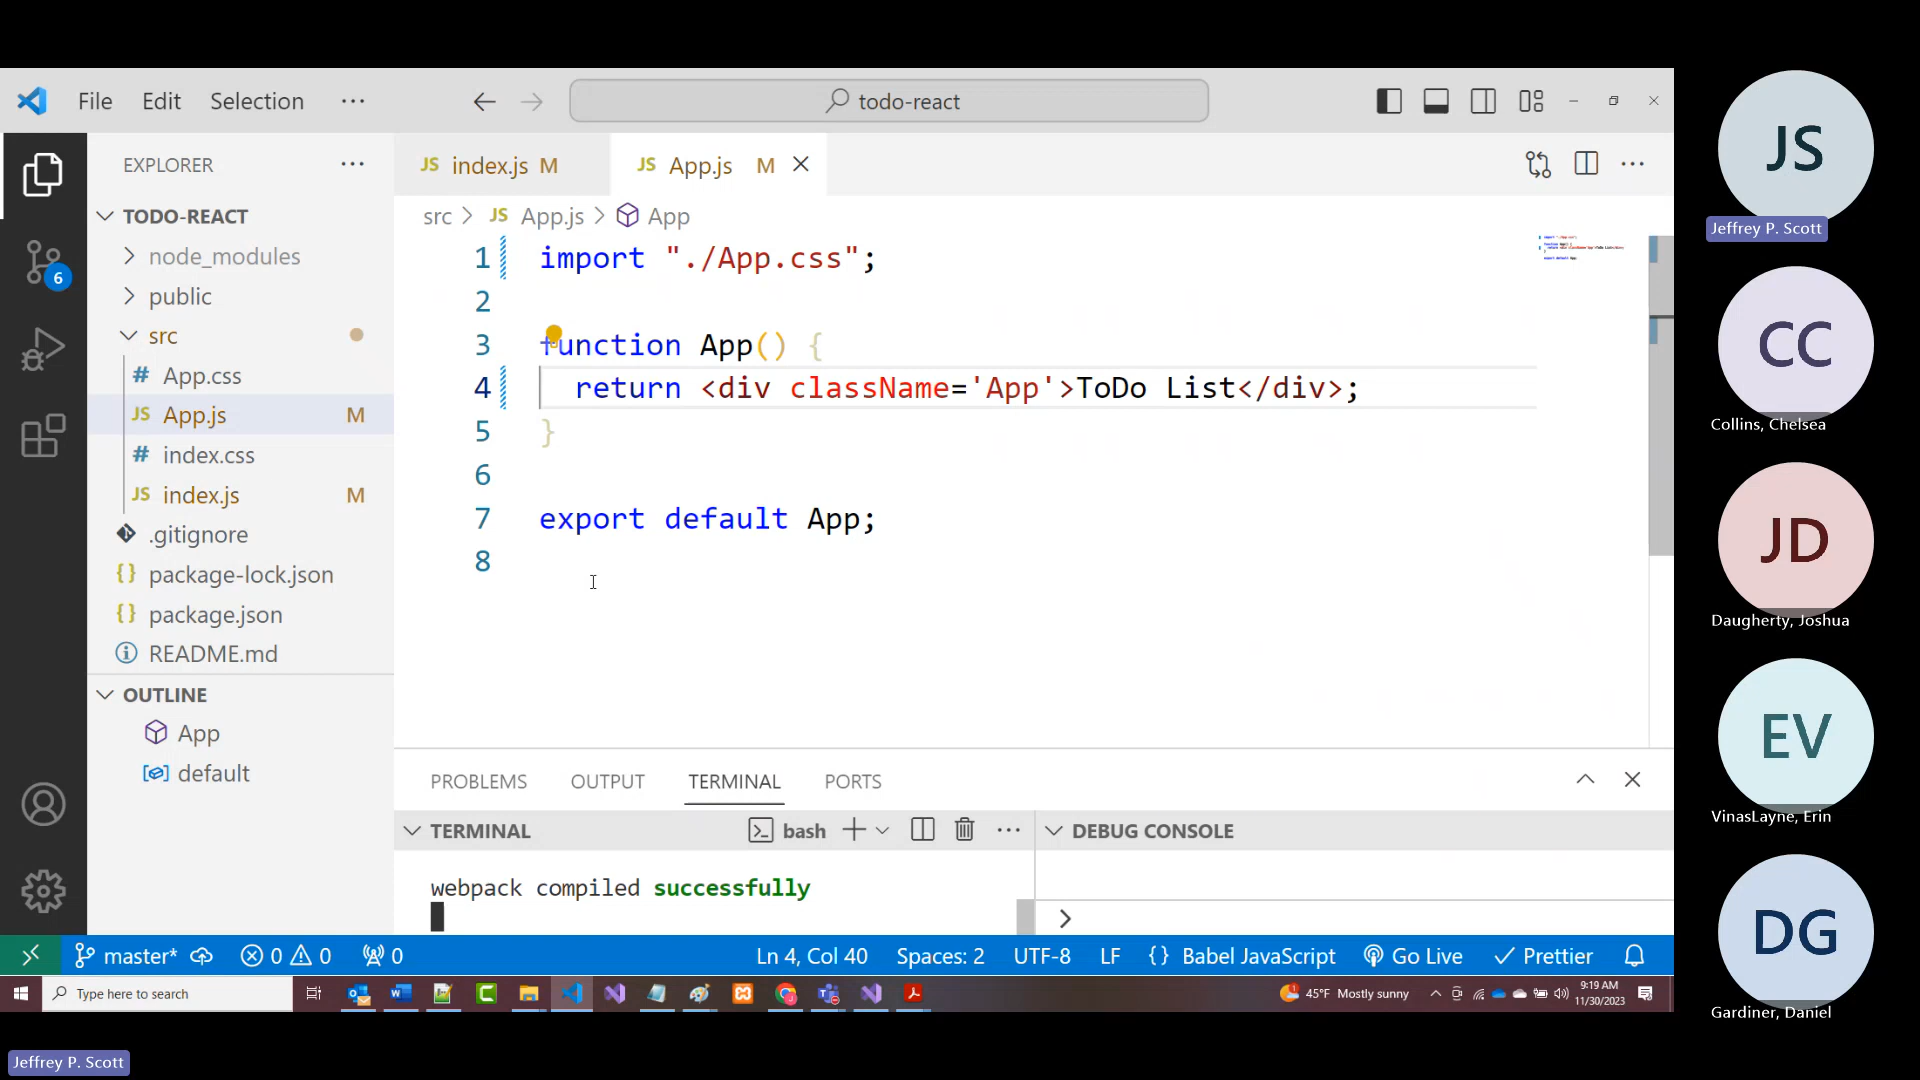 File Edit Selection ··· todo-react
EXPLORER ···
TODO-REACT
node_modules
public
src
# App.css
JS App.js M
# index.css
JS index.js M
.gitignore
{} package-lock.json
{} package.json
README.md
OUTLINE
App
default
6
JS index.js M
JS App.js M
src > JS App.js > App
1 import "./App.css";
2
3 function App() {
4 return <div className='App'>ToDo List</div>;
5 }
6
7 export default App;
8
PROBLEMS OUTPUT TERMINAL PORTS
TERMINAL bash
webpack compiled successfully
DEBUG CONSOLE
>
master* 0 0 0 Ln 4, Col 40 Spaces: 2 UTF-8 LF {} Babel JavaScript Go Live Prettier
Type here to search
45°F Mostly sunny
9:19 AM
11/30/2023
Jeffrey P. Scott
JS
Jeffrey P. Scott
CC
Collins, Chelsea
JD
Daugherty, Joshua
EV
VinasLayne, Erin
DG
Gardiner, Daniel